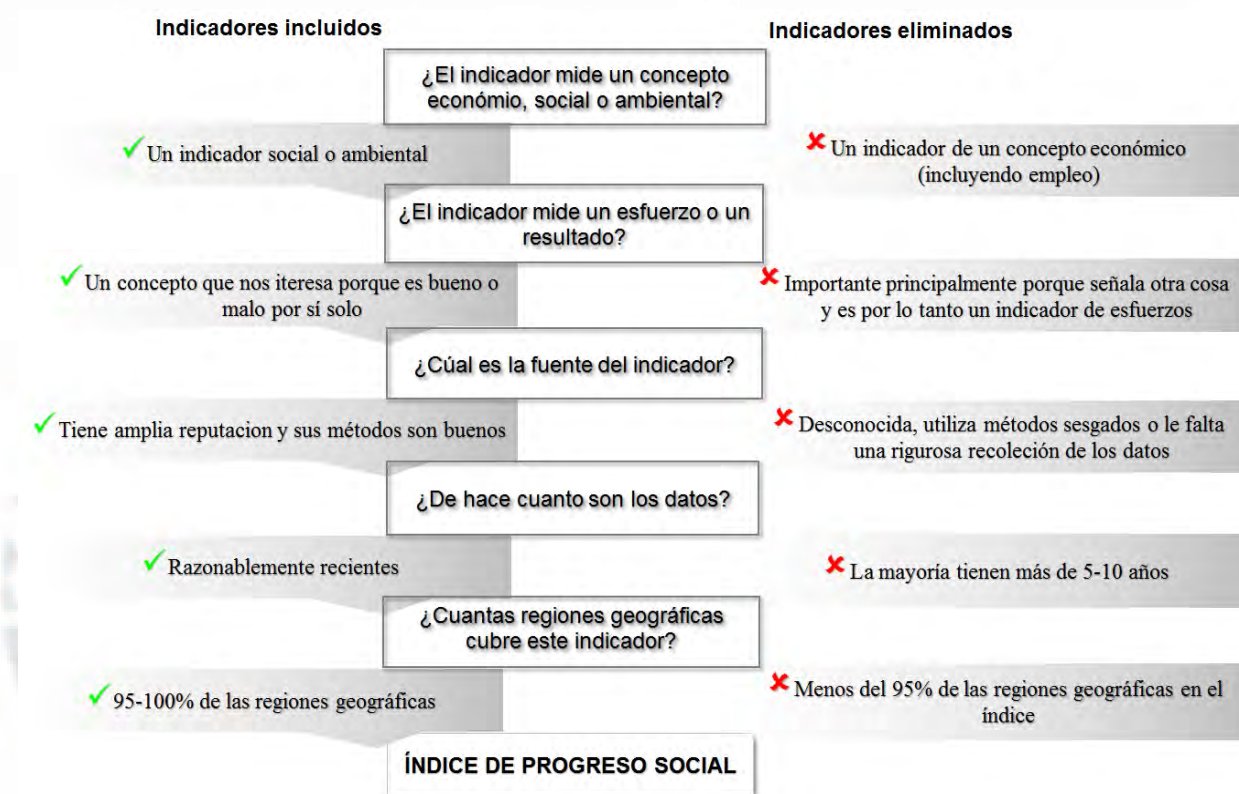 Indicadores incluidos
Indicadores eliminados
¿El indicador mide un concepto
económio, social o ambiental?
Un indicador social o ambiental
Un indicador de un concepto económico
(incluyendo empleo)
¿El indicador mide un esfuerzo o un
resultado?
Un concepto que nos iteresa porque es bueno o
malo por sí solo
Importante principalmente porque señala otra cosa
y es por lo tanto un indicador de esfuerzos
¿Cúal es la fuente del indicador?
Tiene amplia reputacion y sus métodos son buenos
Desconocida, utiliza métodos sesgados o le falta
una rigurosa recoleción de los datos
¿De hace cuanto son los datos?
Razonablemente recientes
La mayoría tienen más de 5-10 años
¿Cuantas regiones geográficas
cubre este indicador?
95-100% de las regiones geográficas
Menos del 95% de las regiones geográficas en el
índice
ÍNDICE DE PROGRESO SOCIAL